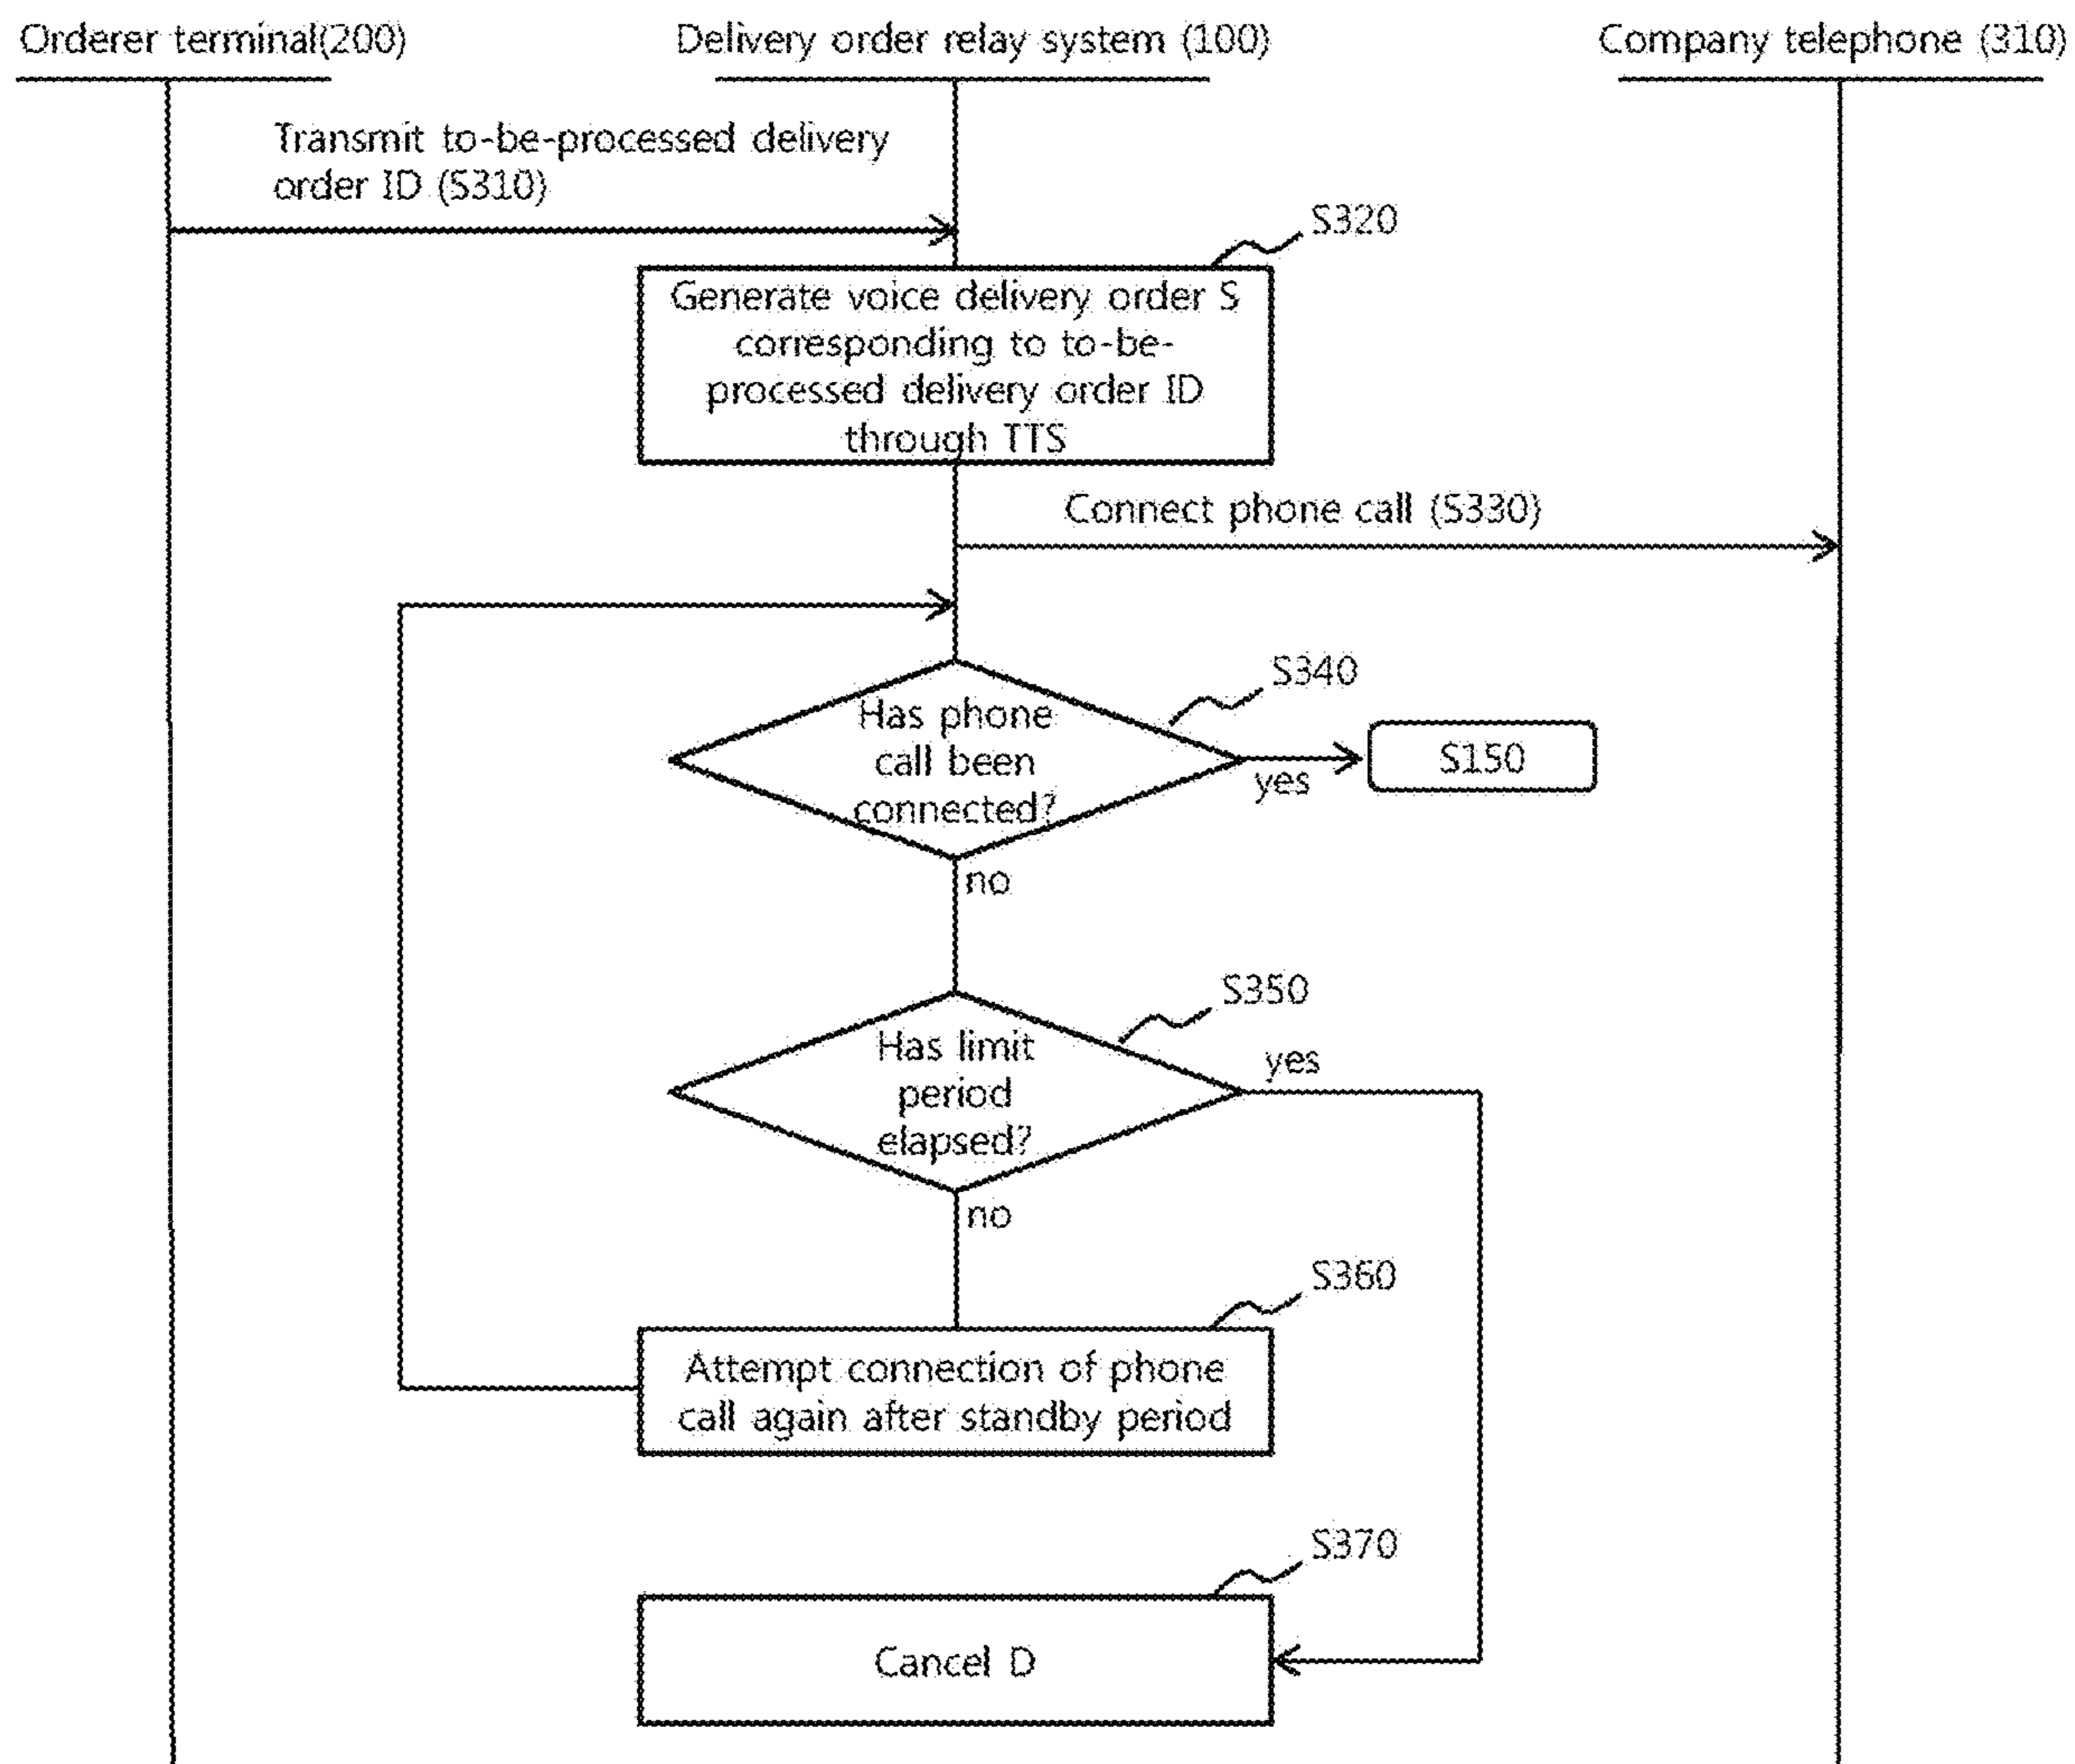 Orderer terminal(200)
Delivery order relay system (100)
Company telephone (310)
Transmit to-be-processed delivery
order ID (S310)
S320
Generate voice delivery order S
corresponding to to-be-
processed delivery order ID
through TTS
Connect phone call (S330)
S340
Has phone
call been
connected?
yes
S150
no
S350
Has limit
period
elapsed?
yes
no
S360
Attempt connection of phone
call again after standby period
S370
Cancel D